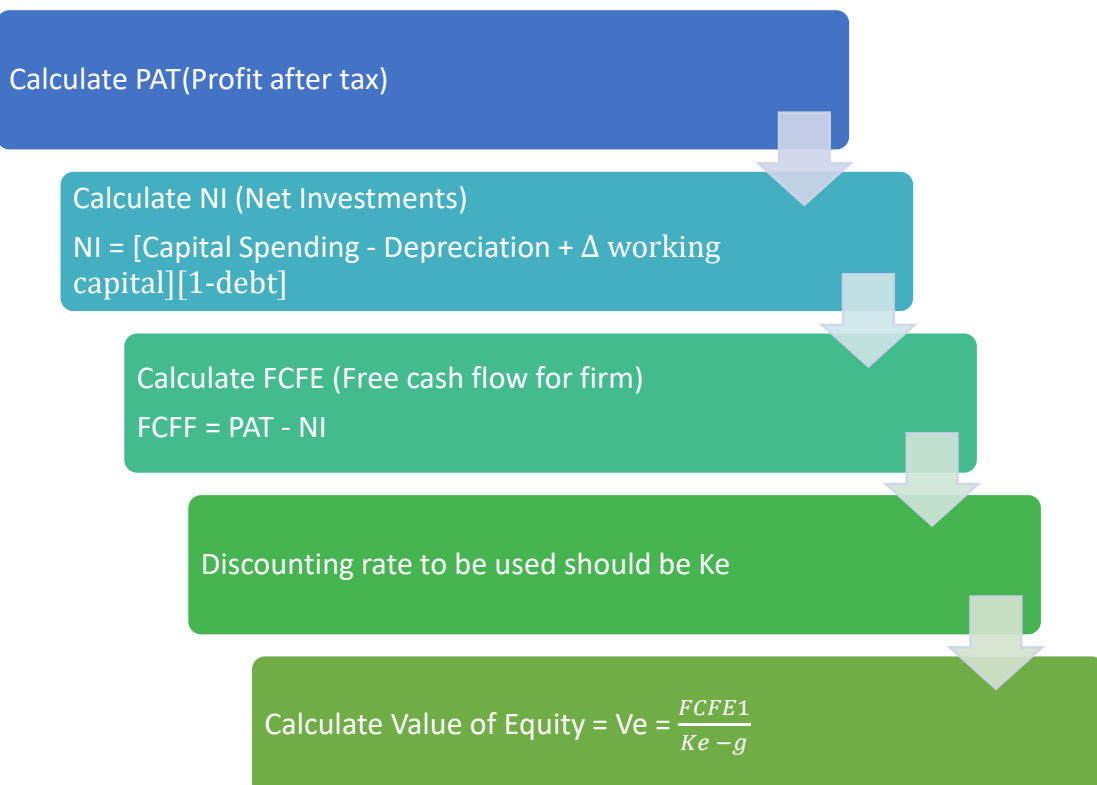 Calculate PAT(Profit after tax)
Calculate NI (Net Investments)
NI = [Capital Spending - Depreciation + Δ working
capital][1-debt]
Calculate FCFE (Free cash flow for firm)
FCFF = PAT - NI
Discounting rate to be used should be Ke
Calculate Value of Equity = Ve = FCFE1 / Ke – g